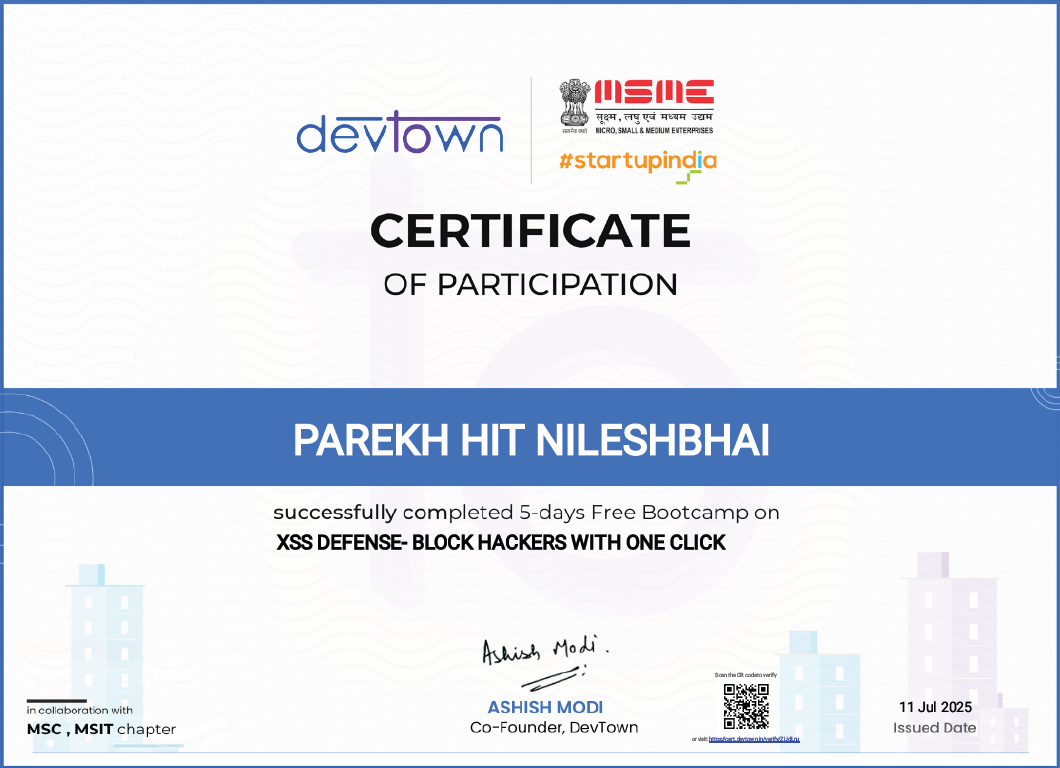 devtown
MSME
सूक्ष्म, लघु एवं मध्यम उद्यम
सत्यमेव जयते
MICRO, SMALL & MEDIUM ENTERPRISES
#startupindia
CERTIFICATE
OF PARTICIPATION
PAREKH HIT NILESHBHAI
successfully completed 5-days Free Bootcamp on
XSS DEFENSE- BLOCK HACKERS WITH ONE CLICK
Ashish Modi.
in collaboration with
MSC , MSIT chapter
ASHISH MODI
Co-Founder, DevTown
Scan the QR code to verify
or visit:
11 Jul 2025
Issued Date